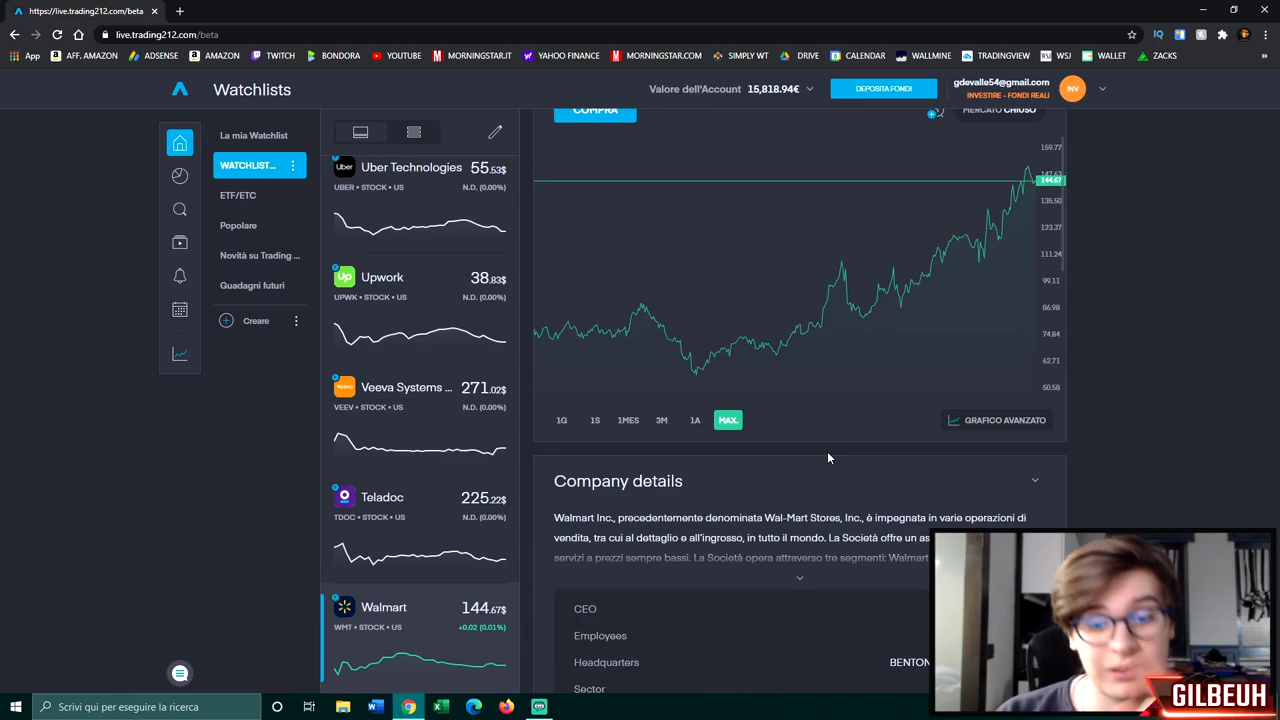 https://live.trading212.com/beta
live.trading212.com/beta
App
AFF. AMAZON
ADSENSE
AMAZON
TWITCH
BONDORA
YOUTUBE
MORNINGSTAR.IT
YAHOO FINANCE
MORNINGSTAR.COM
SIMPLY WT
DRIVE
CALENDAR
WALLMINE
TRADINGVIEW
WSJ
WALLET
ZACKS
Watchlists
Valore dell'Account 15,818.94€
DEPOSITA FONDI
gdevalle54@gmail.com
INVESTIRE - FONDI REALI
INV
La mia Watchlist
WATCHLIST...
ETF/ETC
Popolare
Novità su Trading ...
Guadagni futuri
Creare
Uber
Uber Technologies 55.53$
UBER • STOCK • US N.D. (0.00%)
Up
Upwork 38.83$
UPWK • STOCK • US N.D. (0.00%)
Veeva Systems ... 271.02$
VEEV • STOCK • US N.D. (0.00%)
Teladoc 225.22$
TDOC • STOCK • US N.D. (0.00%)
Walmart 144.67$
WMT • STOCK • US +0.02 (0.01%)
COMPRA
MERCATO CHIUSO
159.77
147.63
144.67
135.50
123.37
111.24
99.11
86.98
74.84
62.71
50.58
1G
1S
1MES
3M
1A
MAX.
GRAFICO AVANZATO
Company details
Walmart Inc., precedentemente denominata Wal-Mart Stores, Inc., è impegnata in varie operazioni di
vendita, tra cui al dettaglio e all'ingrosso, in tutto il mondo. La Società offre un
servizi a prezzi sempre bassi. La Società opera attraverso tre segmenti: Walmart
CEO
Employees
Headquarters BENTON
Sector
GILBEUH
Scrivi qui per eseguire la ricerca